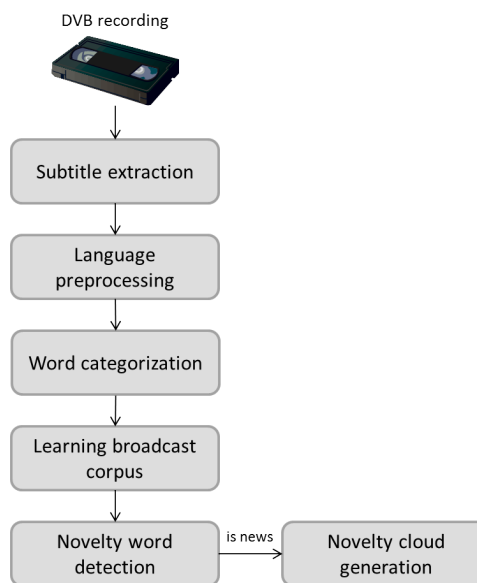 DVB recording
Subtitle extraction
Language
preprocessing
Word categorization
Learning broadcast
corpus
Novelty word
detection
is news
Novelty cloud
generation